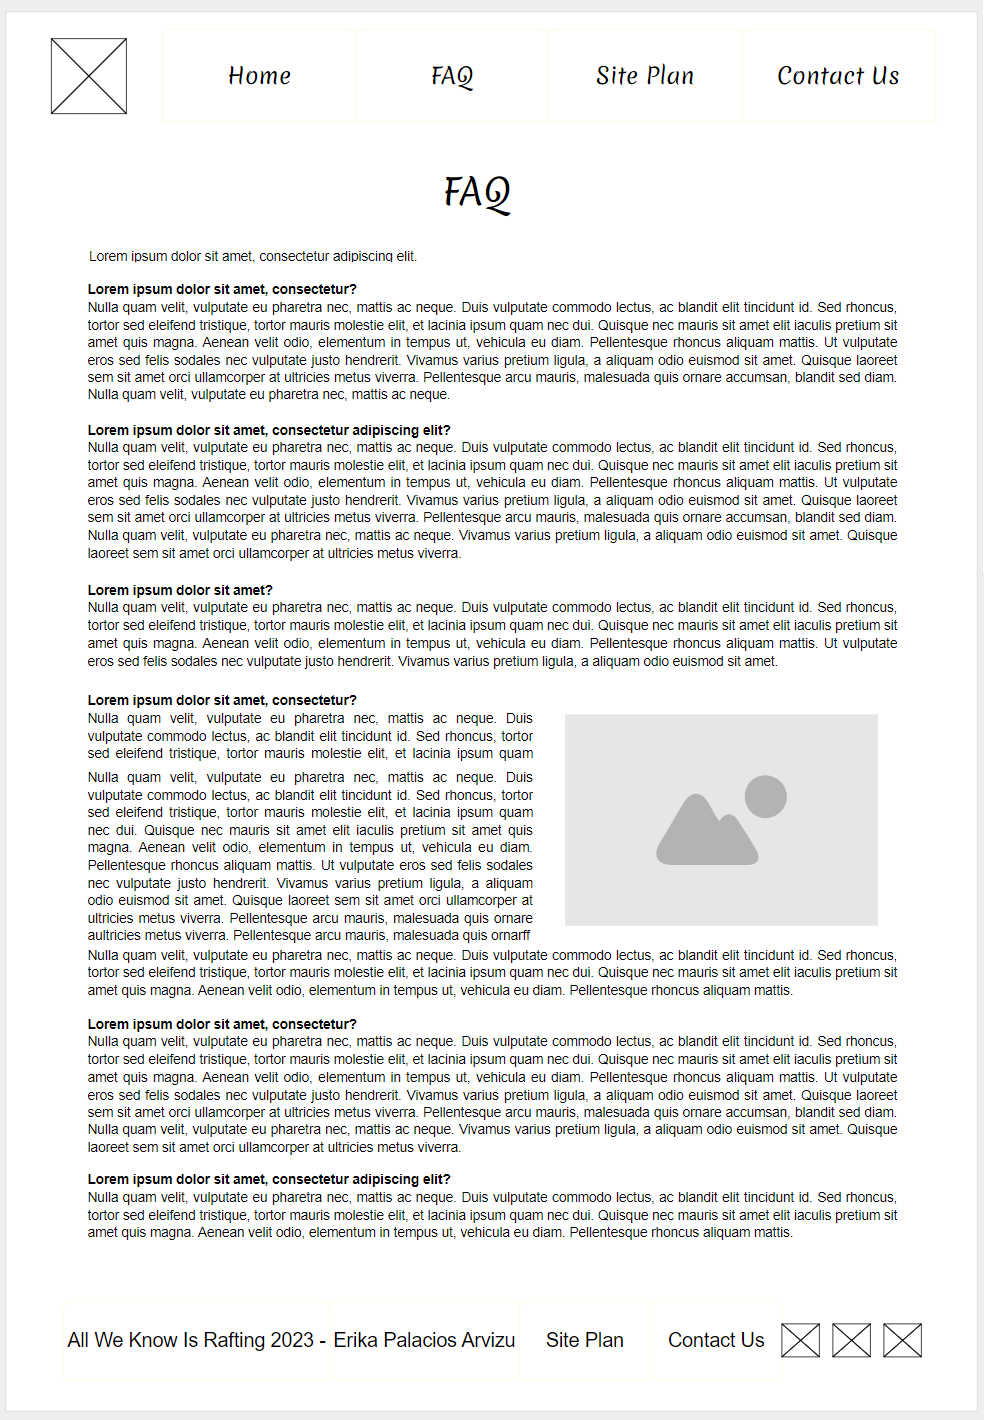 Home FAQ Site Plan Contact Us
FAQ
Lorem ipsum dolor sit amet, consectetur adipiscing elit.
Lorem ipsum dolor sit amet, consectetur?
Nulla quam velit, vulputate eu pharetra nec, mattis ac neque. Duis vulputate commodo lectus, ac blandit elit tincidunt id. Sed rhoncus,
tortor sed eleifend tristique, tortor mauris molestie elit, et lacinia ipsum quam nec dui. Quisque nec mauris sit amet elit iaculis pretium sit
amet quis magna. Aenean velit odio, elementum in tempus ut, vehicula eu diam. Pellentesque rhoncus aliquam mattis. Ut vulputate
eros sed felis sodales nec vulputate justo hendrerit. Vivamus varius pretium ligula, a aliquam odio euismod sit amet. Quisque laoreet
sem sit amet orci ullamcorper at ultricies metus viverra. Pellentesque arcu mauris, malesuada quis ornare accumsan, blandit sed diam.
Nulla quam velit, vulputate eu pharetra nec, mattis ac neque.
Lorem ipsum dolor sit amet, consectetur adipiscing elit?
Nulla quam velit, vulputate eu pharetra nec, mattis ac neque. Duis vulputate commodo lectus, ac blandit elit tincidunt id. Sed rhoncus,
tortor sed eleifend tristique, tortor mauris molestie elit, et lacinia ipsum quam nec dui. Quisque nec mauris sit amet elit iaculis pretium sit
amet quis magna. Aenean velit odio, elementum in tempus ut, vehicula eu diam. Pellentesque rhoncus aliquam mattis. Ut vulputate
eros sed felis sodales nec vulputate justo hendrerit. Vivamus varius pretium ligula, a aliquam odio euismod sit amet. Quisque laoreet
sem sit amet orci ullamcorper at ultricies metus viverra. Pellentesque arcu mauris, malesuada quis ornare accumsan, blandit sed diam.
Nulla quam velit, vulputate eu pharetra nec, mattis ac neque. Vivamus varius pretium ligula, a aliquam odio euismod sit amet. Quisque
laoreet sem sit amet orci ullamcorper at ultricies metus viverra.
Lorem ipsum dolor sit amet?
Nulla quam velit, vulputate eu pharetra nec, mattis ac neque. Duis vulputate commodo lectus, ac blandit elit tincidunt id. Sed rhoncus,
tortor sed eleifend tristique, tortor mauris molestie elit, et lacinia ipsum quam nec dui. Quisque nec mauris sit amet elit iaculis pretium sit
amet quis magna. Aenean velit odio, elementum in tempus ut, vehicula eu diam. Pellentesque rhoncus aliquam mattis. Ut vulputate
eros sed felis sodales nec vulputate justo hendrerit. Vivamus varius pretium ligula, a aliquam odio euismod sit amet.
Lorem ipsum dolor sit amet, consectetur?
Nulla quam velit, vulputate eu pharetra nec, mattis ac neque. Duis
vulputate commodo lectus, ac blandit elit tincidunt id. Sed rhoncus, tortor
sed eleifend tristique, tortor mauris molestie elit, et lacinia ipsum quam
Nulla quam velit, vulputate eu pharetra nec, mattis ac neque. Duis
vulputate commodo lectus, ac blandit elit tincidunt id. Sed rhoncus, tortor
sed eleifend tristique, tortor mauris molestie elit, et lacinia ipsum quam
nec dui. Quisque nec mauris sit amet elit iaculis pretium sit amet quis
magna. Aenean velit odio, elementum in tempus ut, vehicula eu diam.
Pellentesque rhoncus aliquam mattis. Ut vulputate eros sed felis sodales
nec vulputate justo hendrerit. Vivamus varius pretium ligula, a aliquam
odio euismod sit amet. Quisque laoreet sem sit amet orci ullamcorper at
ultricies metus viverra. Pellentesque arcu mauris, malesuada quis ornare
aultricies metus viverra. Pellentesque arcu mauris, malesuada quis ornarff
Nulla quam velit, vulputate eu pharetra nec, mattis ac neque. Duis vulputate commodo lectus, ac blandit elit tincidunt id. Sed rhoncus,
tortor sed eleifend tristique, tortor mauris molestie elit, et lacinia ipsum quam nec dui. Quisque nec mauris sit amet elit iaculis pretium sit
amet quis magna. Aenean velit odio, elementum in tempus ut, vehicula eu diam. Pellentesque rhoncus aliquam mattis.
Lorem ipsum dolor sit amet, consectetur?
Nulla quam velit, vulputate eu pharetra nec, mattis ac neque. Duis vulputate commodo lectus, ac blandit elit tincidunt id. Sed rhoncus,
tortor sed eleifend tristique, tortor mauris molestie elit, et lacinia ipsum quam nec dui. Quisque nec mauris sit amet elit iaculis pretium sit
amet quis magna. Aenean velit odio, elementum in tempus ut, vehicula eu diam. Pellentesque rhoncus aliquam mattis. Ut vulputate
eros sed felis sodales nec vulputate justo hendrerit. Vivamus varius pretium ligula, a aliquam odio euismod sit amet. Quisque laoreet
sem sit amet orci ullamcorper at ultricies metus viverra. Pellentesque arcu mauris, malesuada quis ornare accumsan, blandit sed diam.
Nulla quam velit, vulputate eu pharetra nec, mattis ac neque. Vivamus varius pretium ligula, a aliquam odio euismod sit amet. Quisque
laoreet sem sit amet orci ullamcorper at ultricies metus viverra.
Lorem ipsum dolor sit amet, consectetur adipiscing elit?
Nulla quam velit, vulputate eu pharetra nec, mattis ac neque. Duis vulputate commodo lectus, ac blandit elit tincidunt id. Sed rhoncus,
tortor sed eleifend tristique, tortor mauris molestie elit, et lacinia ipsum quam nec dui. Quisque nec mauris sit amet elit iaculis pretium sit
amet quis magna. Aenean velit odio, elementum in tempus ut, vehicula eu diam. Pellentesque rhoncus aliquam mattis.
All We Know Is Rafting 2023 - Erika Palacios Arvizu Site Plan Contact Us